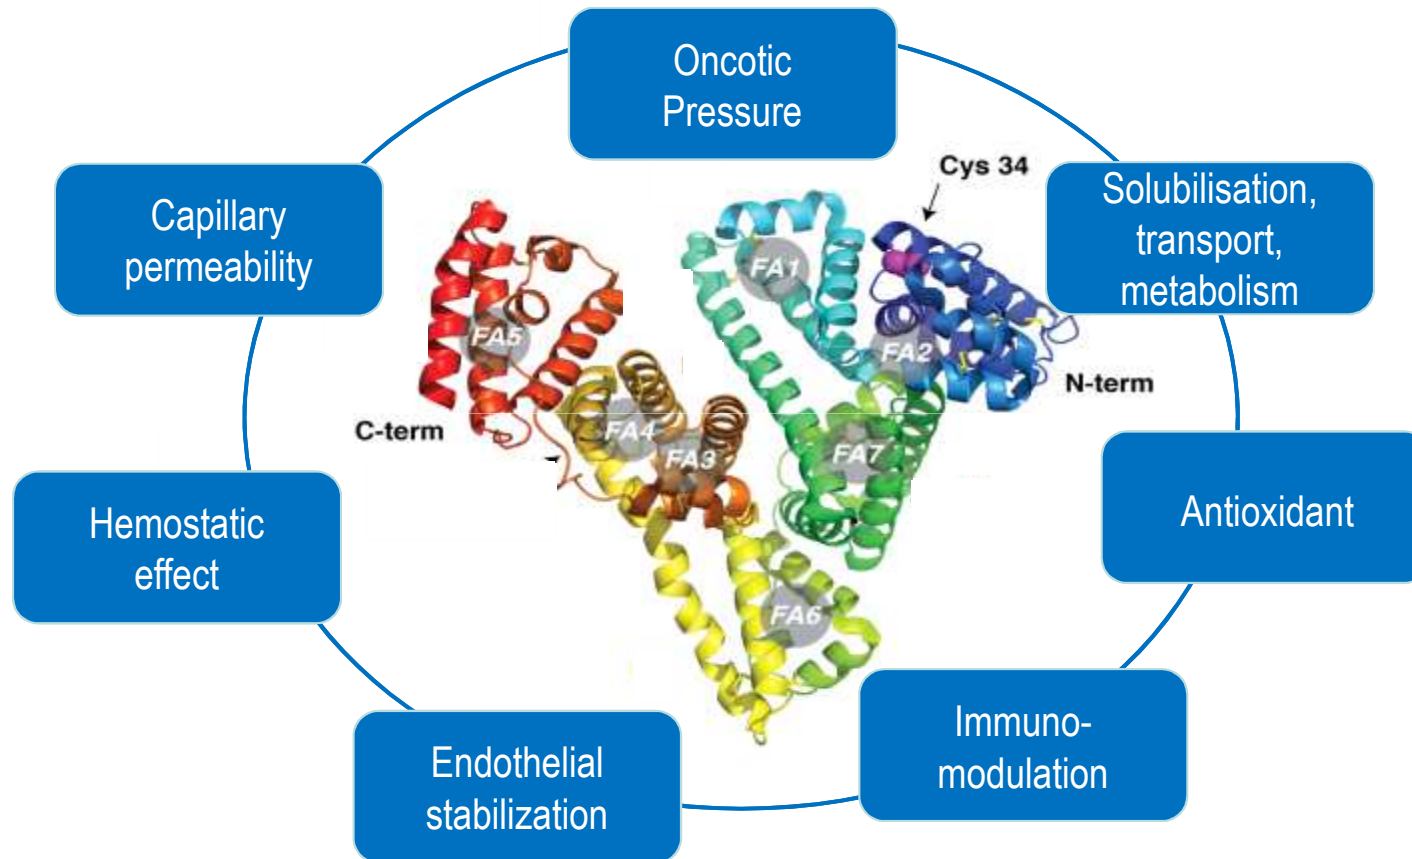 Oncotic
Pressure
Cys 34
Solubilisation,
transport,
metabolism
Capillary
permeability
FA1
FA5
FA2
N-term
C-term
FA4
FA3
FA7
Antioxidant
Hemostatic
effect
FA6
Immuno-
modulation
Endothelial
stabilization